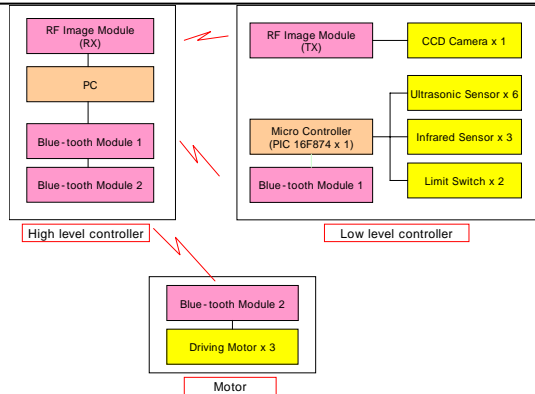 RF Image Module
(RX)
PC
Blue-tooth Module 1
Blue-tooth Module 2
High level controller
RF Image Module
(TX)
CCD Camera x 1
Ultrasonic Sensor x 6
Micro Controller
(PIC 16F874 x 1)
Infrared Sensor x 3
Blue-tooth Module 1
Limit Switch x 2
Low level controller
Blue-tooth Module 2
Driving Motor x 3
Motor